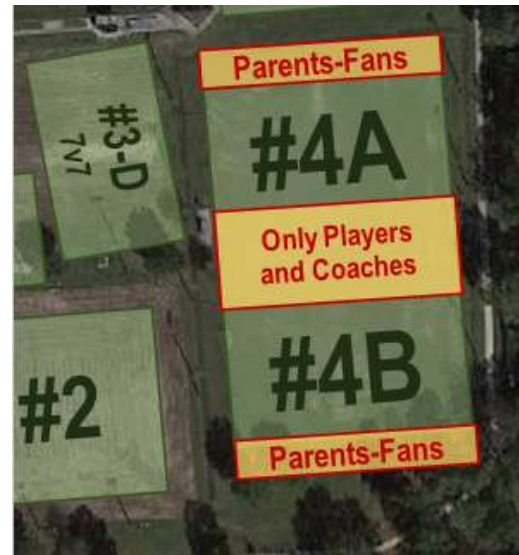 Parents-Fans
#4A
#3-D
7v7
Only Players
and Coaches
#4B
#2
Parents-Fans